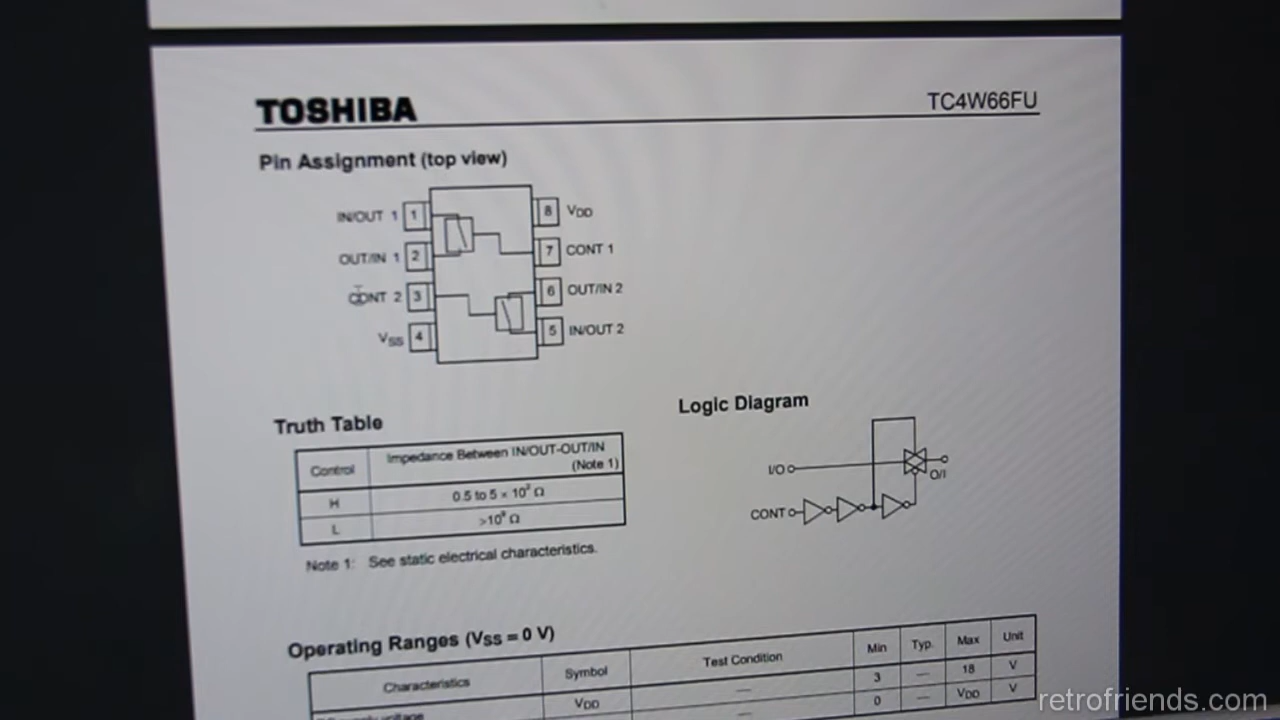 TOSHIBA
TC4W66FU
Pin Assignment (top view)
IN/OUT 1 1
8 VDD
OUT/IN 1 2
7 CONT 1
CONT 2 3
6 OUT/IN 2
VSS 4
5 IN/OUT 2
Truth Table
Control Impedance Between IN/OUT-OUT/IN
(Note 1)
H 0.5 to 5 × 10² Ω
L
Note 1: See static electrical characteristics.
Logic Diagram
I/O
O/I
CONT
Operating Ranges (VSS = 0 V)
Characteristics Symbol Test Condition Min Typ. Max Unit
VDD — 3 — 18 V
— 0 — VDD V
retrofriends.com